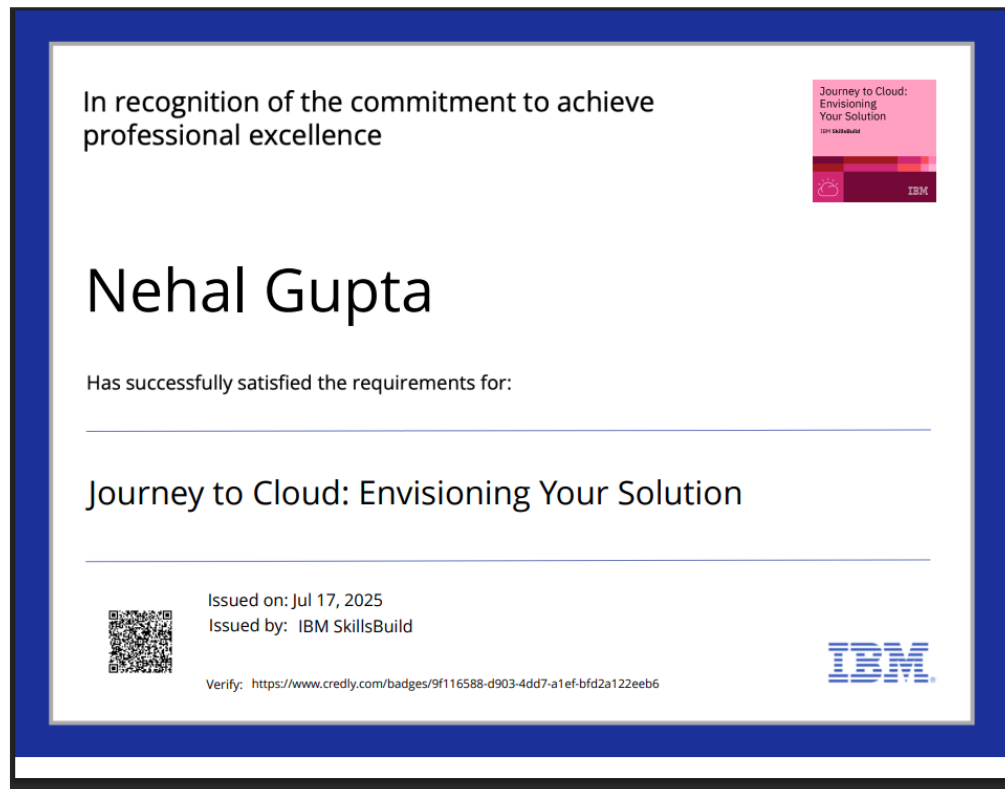 In recognition of the commitment to achieve
professional excellence
Journey to Cloud:
Envisioning
Your Solution
IBM SkillsBuild
IBM
Nehal Gupta
Has successfully satisfied the requirements for:
Journey to Cloud: Envisioning Your Solution
Issued on: Jul 17, 2025
Issued by: IBM SkillsBuild
Verify: https://www.credly.com/badges/9f116588-d903-4dd7-a1ef-bfd2a122eeb6
IBM.